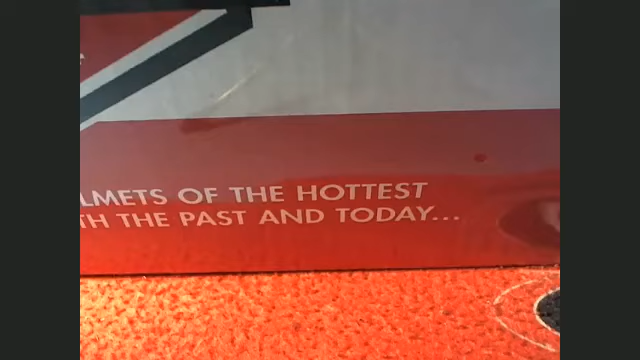 LMETS OF THE HOTTEST
TH THE PAST AND TODAY...